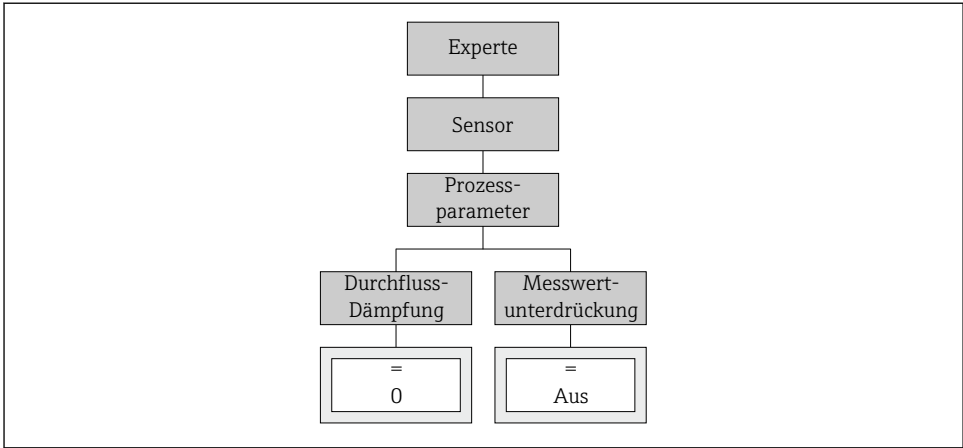 Experte
Sensor
Prozess-
parameter
Durchfluss-
Dämpfung
Messwert-
unterdrückung
=
0
=
Aus